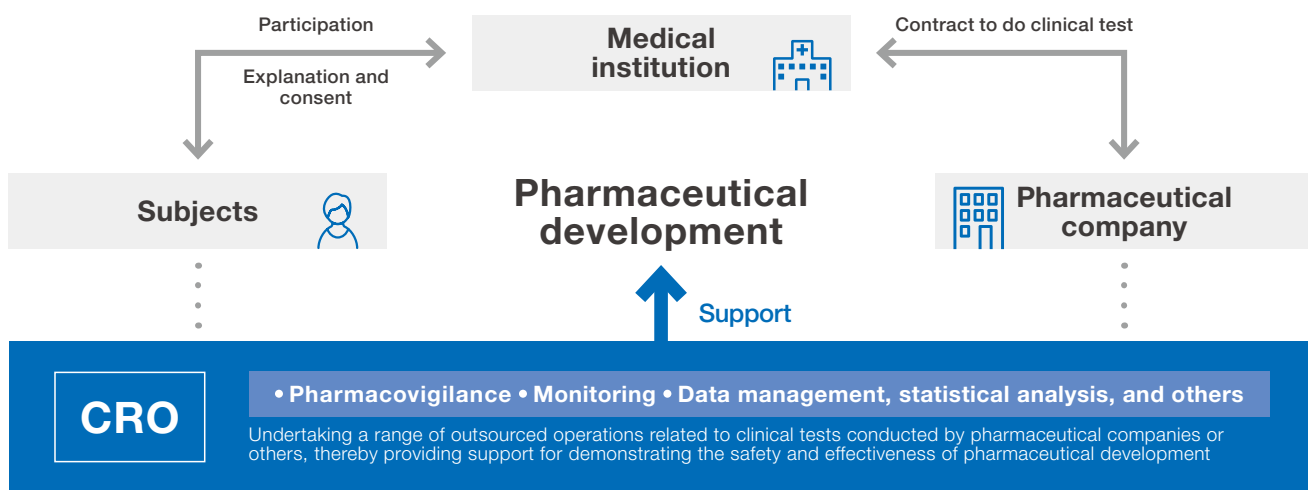 Participation
Explanation and
consent
Medical
institution
Contract to do clinical test
Subjects
Pharmaceutical
development
Pharmaceutical
company
Support
CRO
• Pharmacovigilance • Monitoring • Data management, statistical analysis, and others
Undertaking a range of outsourced operations related to clinical tests conducted by pharmaceutical companies or
others, thereby providing support for demonstrating the safety and effectiveness of pharmaceutical development